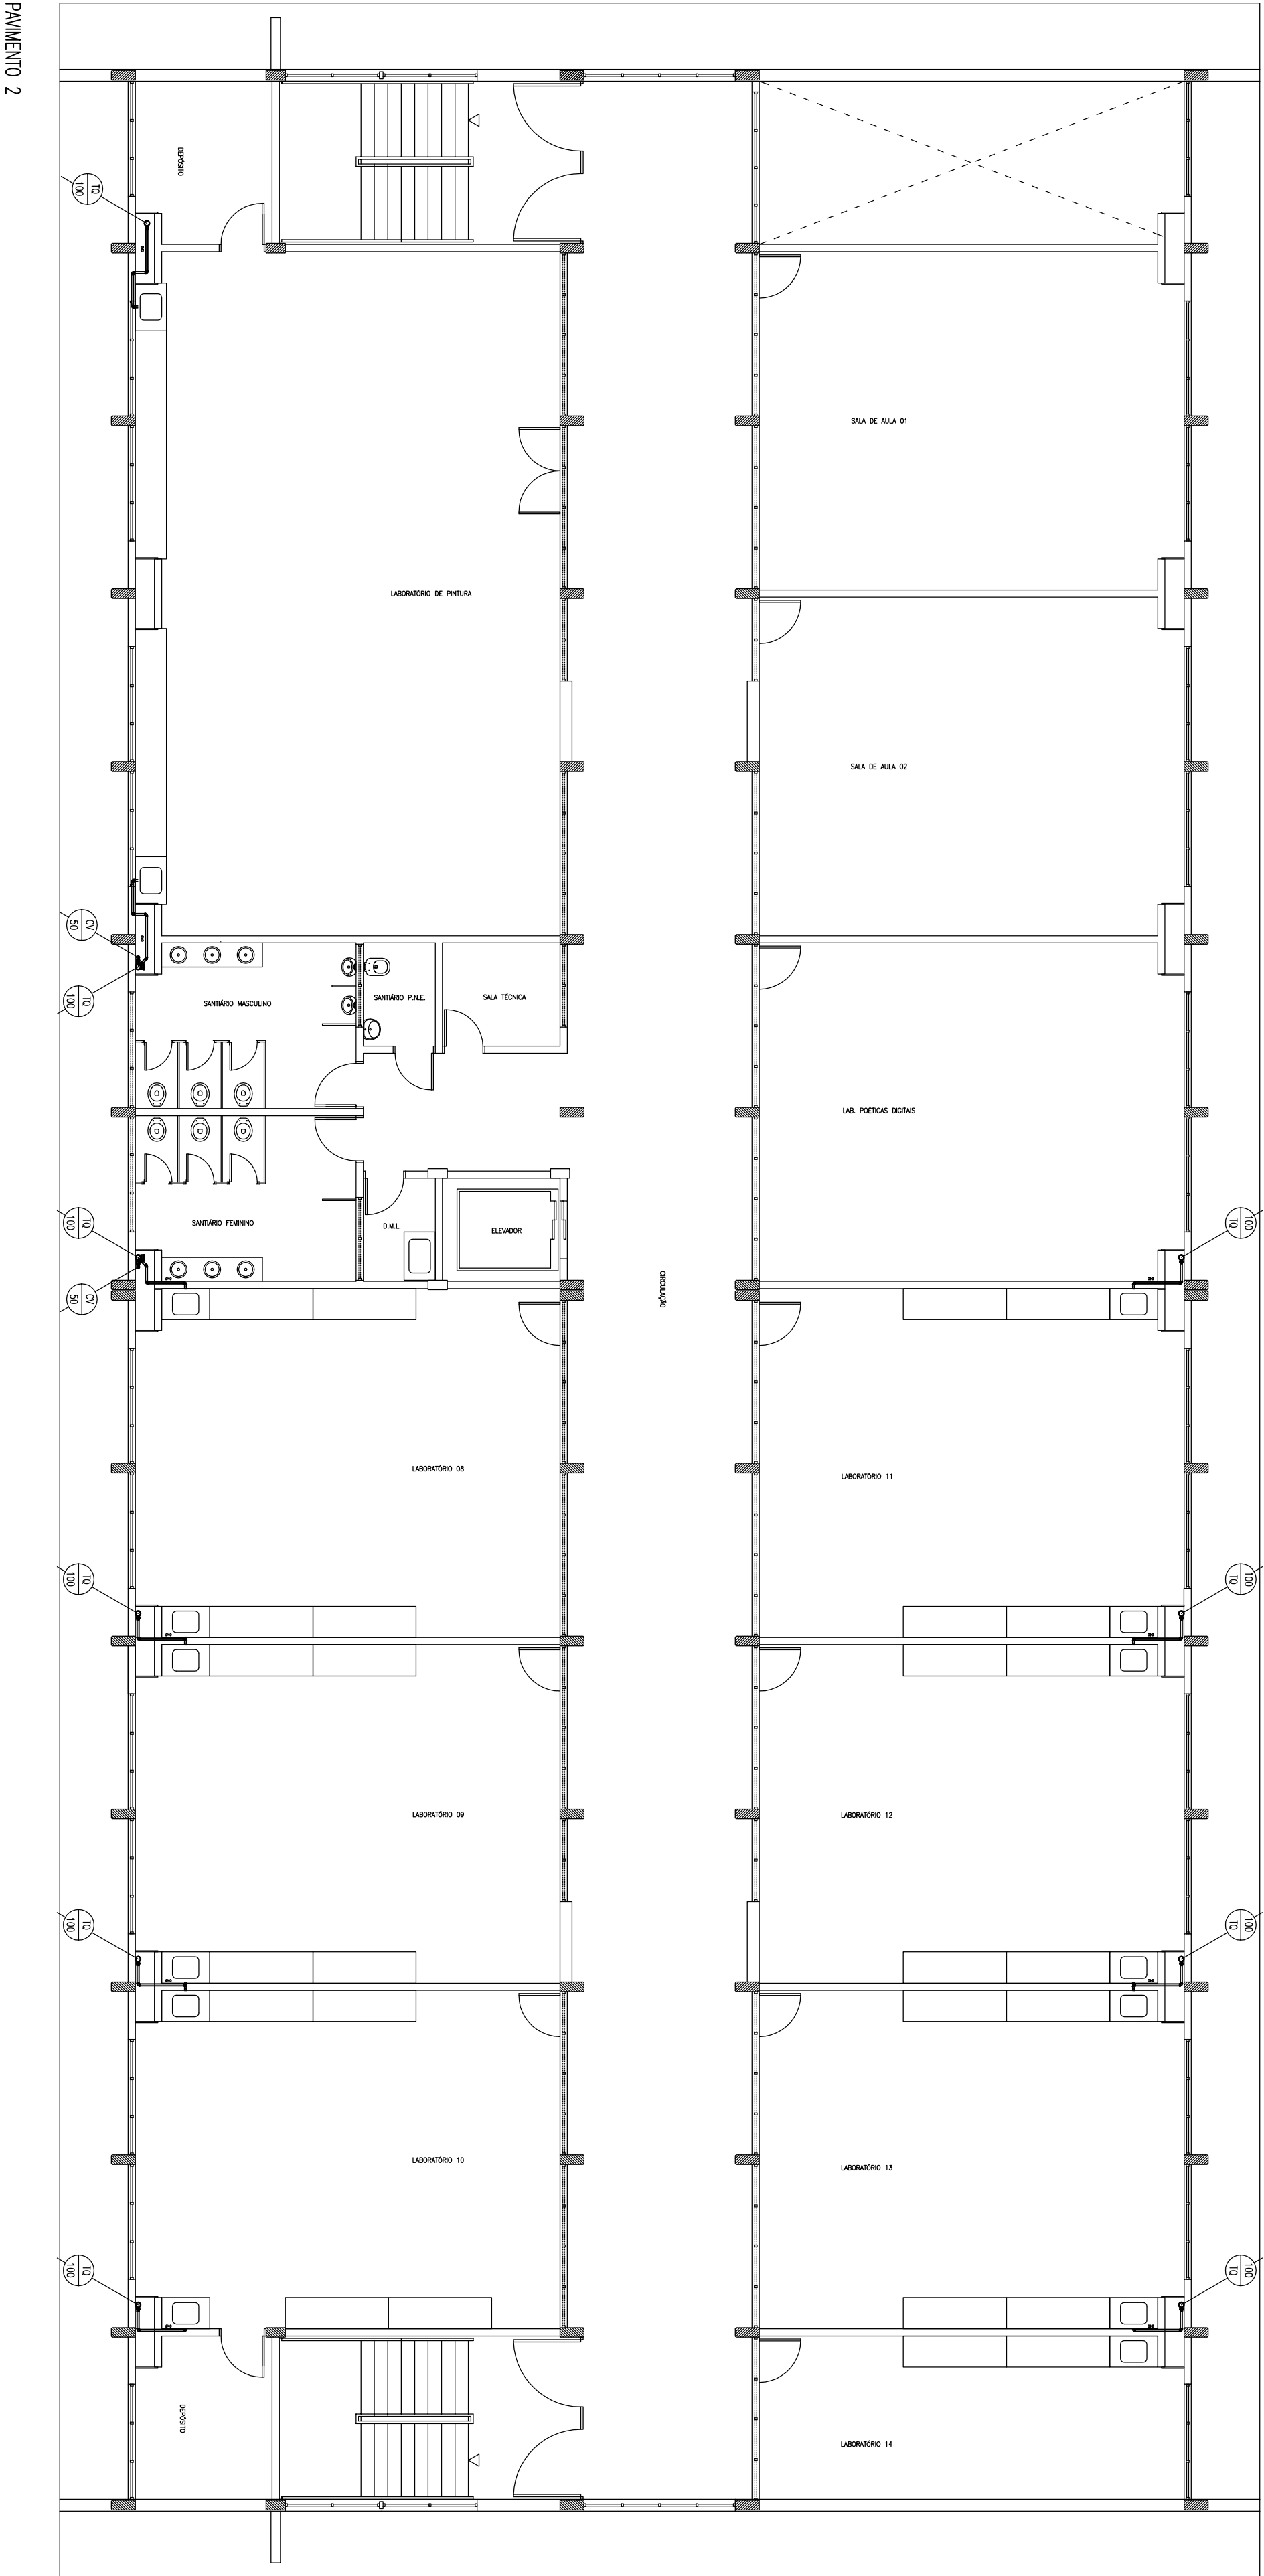 PAVIMENTO 2
DEPÓSITO
TQ
100
SALA DE AULA 01
LABORATÓRIO DE PINTURA
SALA DE AULA 02
CV
50
TQ
100
SANTIÁRIO MASCULINO
SANTIÁRIO P.N.E.
SALA TÉCNICA
LAB. POÉTICAS DIGITAIS
TQ
100
SANTIÁRIO FEMININO
D.M.L.
ELEVADOR
100
TQ
CV
50
CIRCULAÇÃO
LABORATÓRIO 08
LABORATÓRIO 11
TQ
100
100
TQ
LABORATÓRIO 09
LABORATÓRIO 12
TQ
100
100
TQ
LABORATÓRIO 10
LABORATÓRIO 13
TQ
100
100
TQ
DEPÓSITO
LABORATÓRIO 14